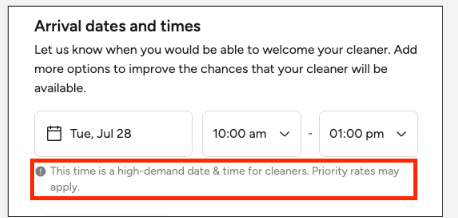 Arrival dates and times
Let us know when you would be able to welcome your cleaner. Add
more options to improve the chances that your cleaner will be
available.
Tue, Jul 28 10:00 am - 01:00 pm
This time is a high-demand date & time for cleaners. Priority rates may
apply.